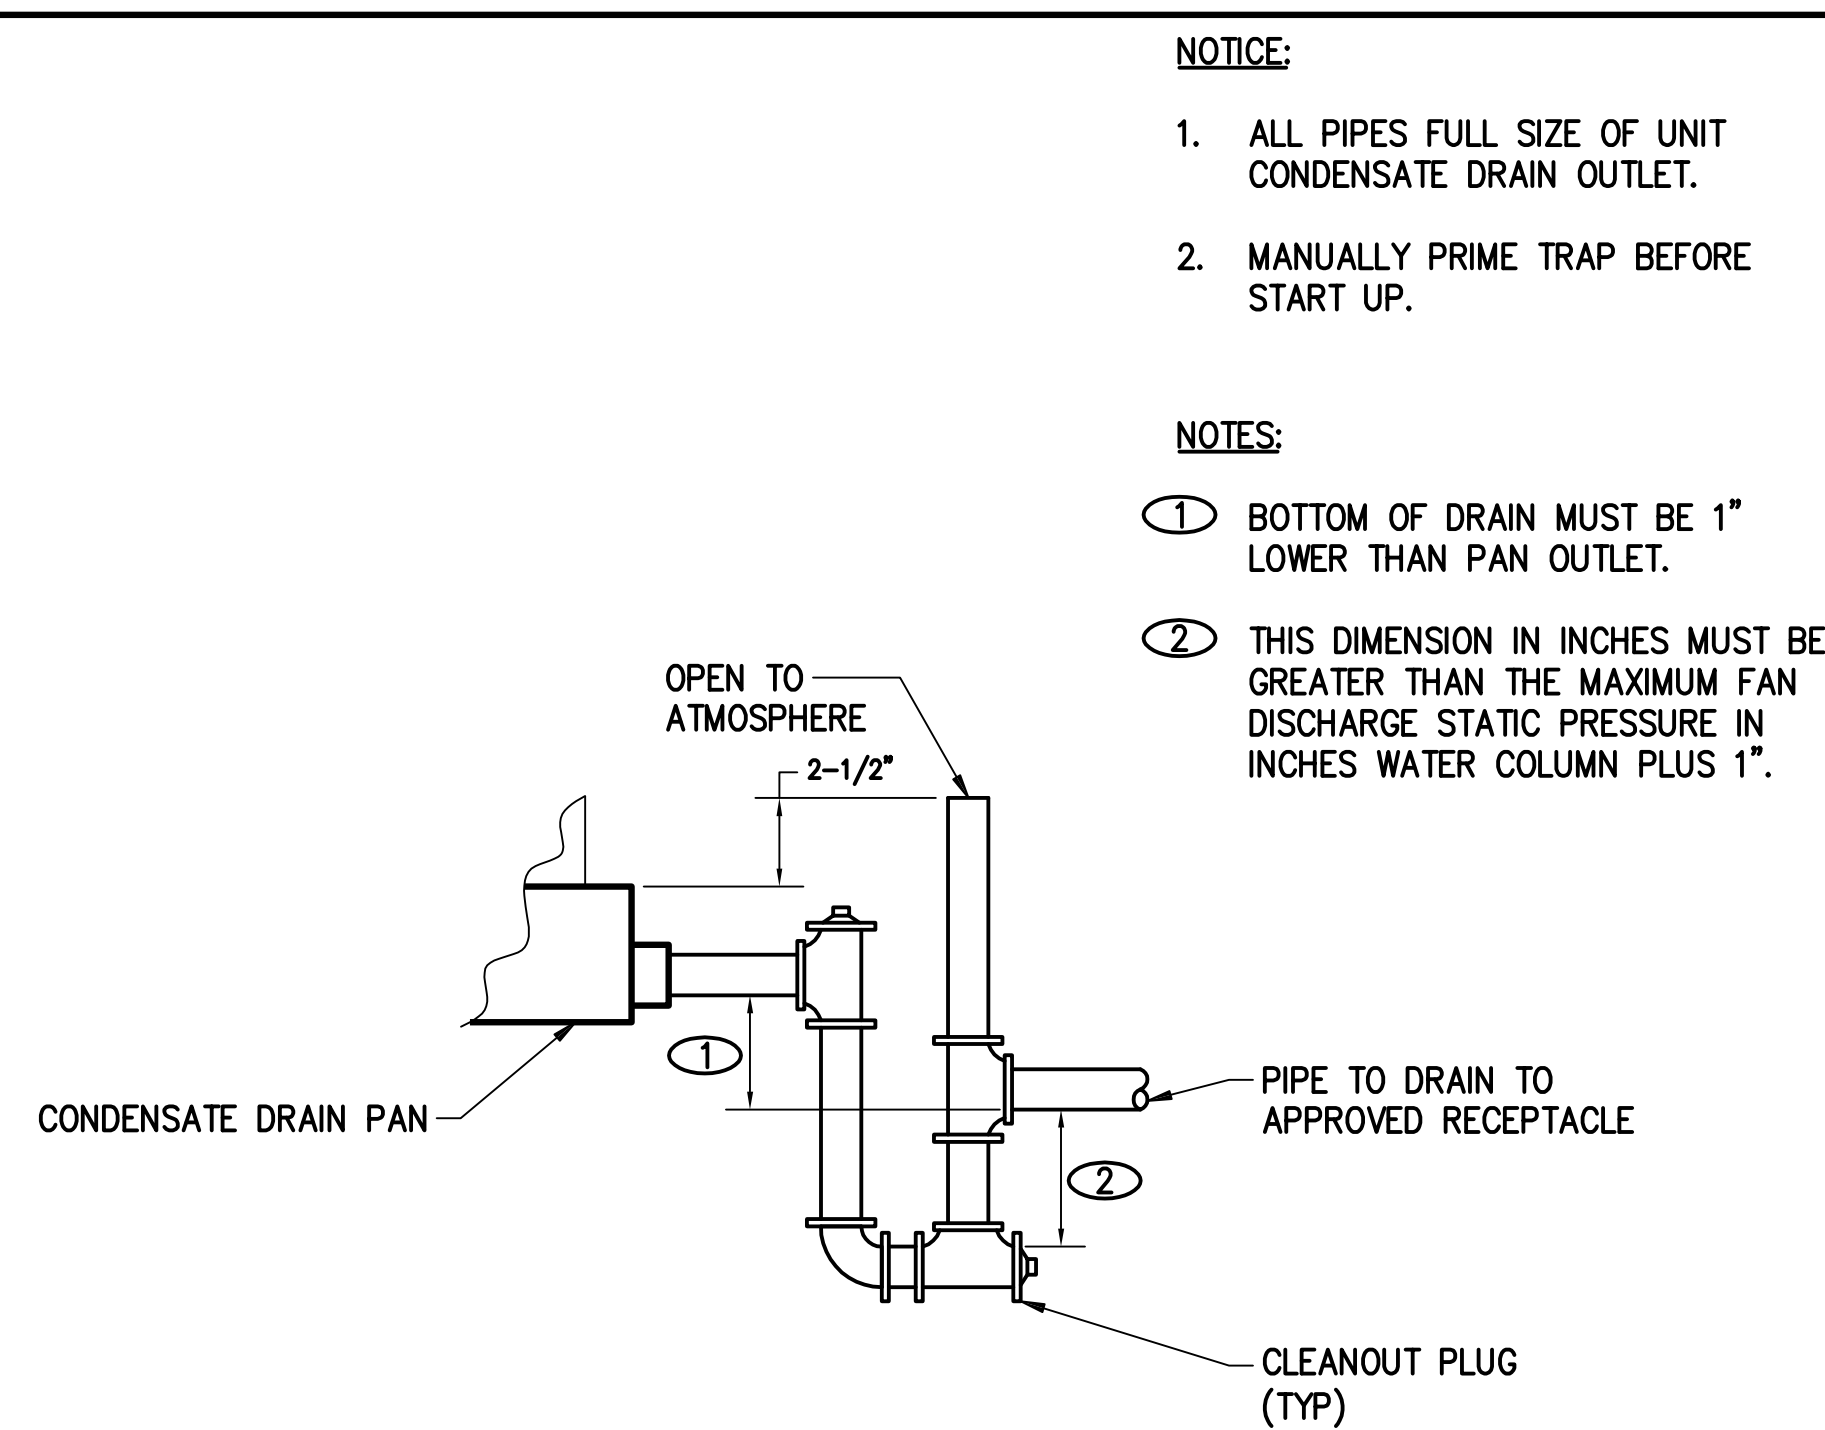 NOTICE:
1. ALL PIPES FULL SIZE OF UNIT
CONDENSATE DRAIN OUTLET.
2. MANUALLY PRIME TRAP BEFORE
START UP.
NOTES:
1 BOTTOM OF DRAIN MUST BE 1"
LOWER THAN PAN OUTLET.
2 THIS DIMENSION IN INCHES MUST BE
GREATER THAN THE MAXIMUM FAN
DISCHARGE STATIC PRESSURE IN
INCHES WATER COLUMN PLUS 1".
OPEN TO
ATMOSPHERE
2-1/2"
1
CONDENSATE DRAIN PAN
PIPE TO DRAIN TO
APPROVED RECEPTACLE
2
CLEANOUT PLUG
(TYP)